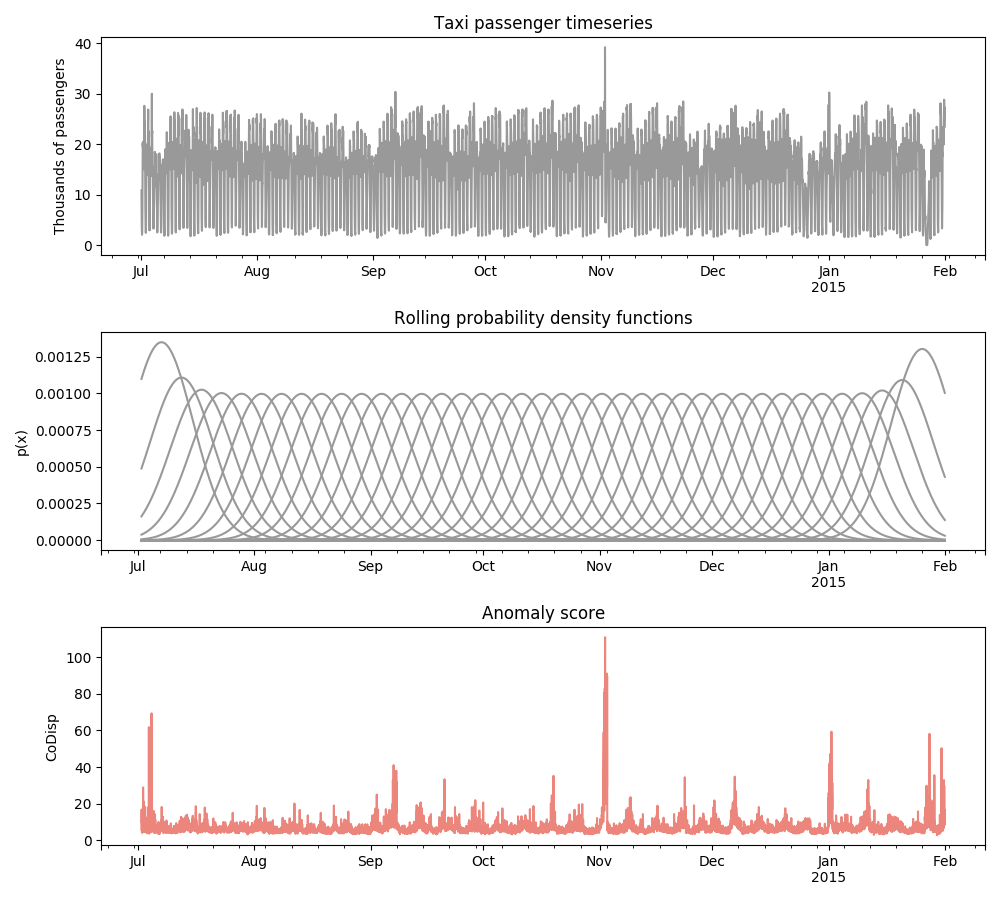 Taxi passenger timeseries
Thousands of passengers
40
30
20
10
0
Jul Aug Sep Oct Nov Dec Jan Feb
2015
Rolling probability density functions
p(x)
0.00125
0.00100
0.00075
0.00050
0.00025
0.00000
Jul Aug Sep Oct Nov Dec Jan Feb
2015
Anomaly score
CoDisp
100
80
60
40
20
0
Jul Aug Sep Oct Nov Dec Jan Feb
2015